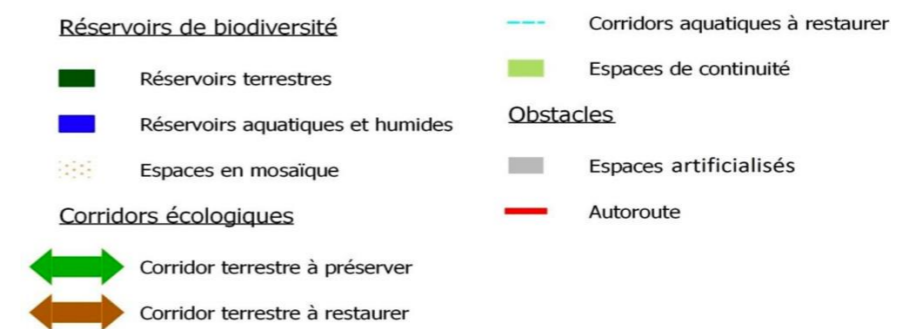 Réservoirs de biodiversité
Réservoirs terrestres
Réservoirs aquatiques et humides
Espaces en mosaïque
Corridors écologiques
Corridor terrestre à préserver
Corridor terrestre à restaurer
Corridors aquatiques à restaurer
Espaces de continuité
Obstacles
Espaces artificialisés
Autoroute